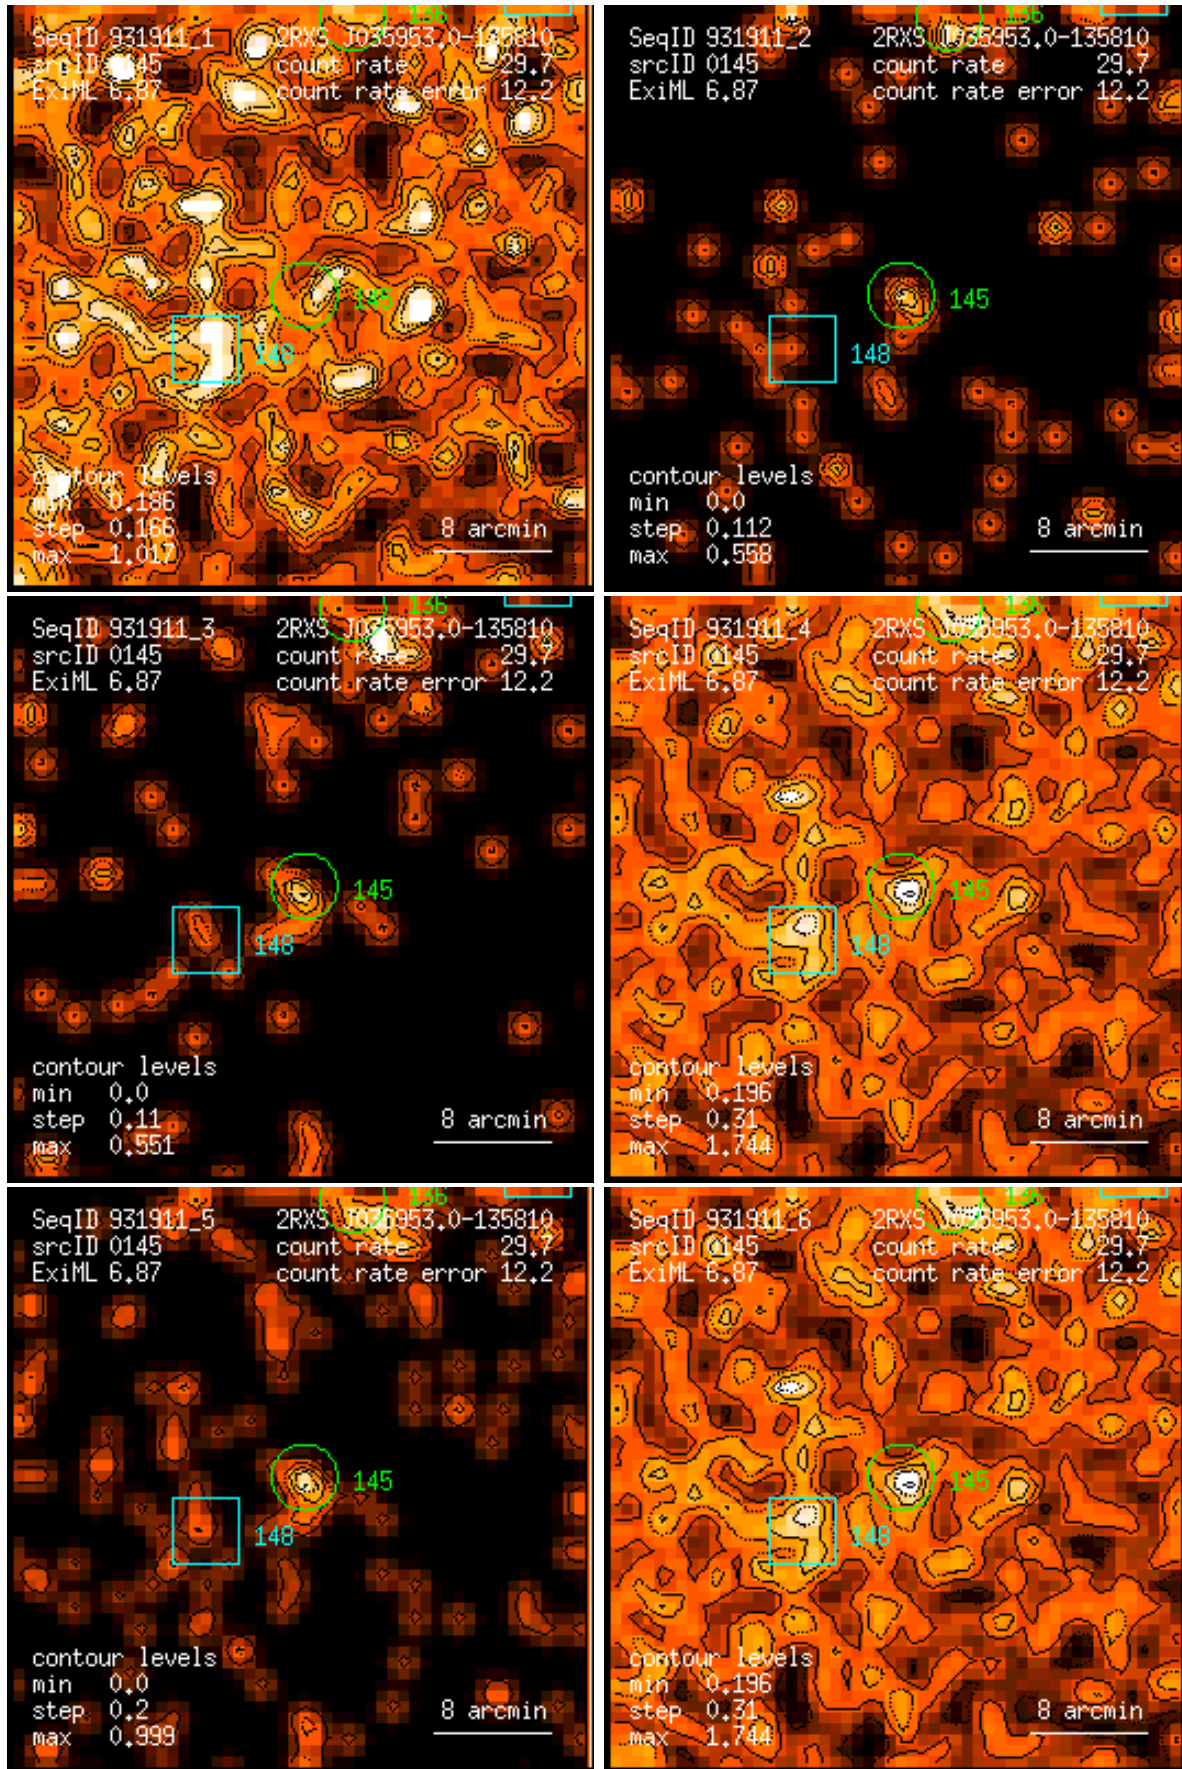 136
SeqID 931911_1 2RXS J035953.0-135810
srcID 0145 count rate 29.7
ExiML 6.87 count rate error 12.2
145
148
contour levels
min 0.186
step 0.166 8 arcmin
max 1.017
136
SeqID 931911_2 2RXS J035953.0-135810
srcID 0145 count rate 29.7
ExiML 6.87 count rate error 12.2
145
148
contour levels
min 0.0
step 0.112 8 arcmin
max 0.558
136
SeqID 931911_3 2RXS J035953.0-135810
srcID 0145 count rate 29.7
ExiML 6.87 count rate error 12.2
145
148
contour levels
min 0.0
step 0.11 8 arcmin
max 0.551
136
SeqID 931911_4 2RXS J035953.0-135810
srcID 0145 count rate 29.7
ExiML 6.87 count rate error 12.2
145
148
contour levels
min 0.196
step 0.31 8 arcmin
max 1.744
136
SeqID 931911_5 2RXS J035953.0-135810
srcID 0145 count rate 29.7
ExiML 6.87 count rate error 12.2
145
148
contour levels
min 0.0
step 0.2 8 arcmin
max 0.999
136
SeqID 931911_6 2RXS J035953.0-135810
srcID 0145 count rate 29.7
ExiML 6.87 count rate error 12.2
145
148
contour levels
min 0.196
step 0.31 8 arcmin
max 1.744